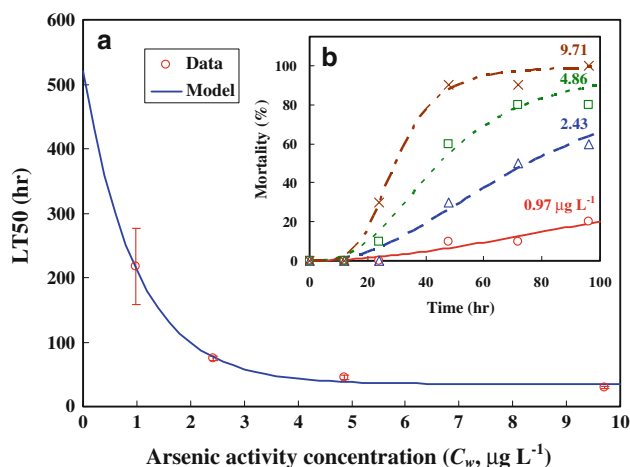 a
Data
Model
LT50 (hr)
600
500
400
300
200
100
0
0 1 2 3 4 5 6 7 8 9 10
Arsenic activity concentration (Cw, µg L-1)
b
Mortality (%)
100
80
60
40
20
0
0 20 40 60 80 100
Time (hr)
9.71
4.86
2.43
0.97 µg L-1